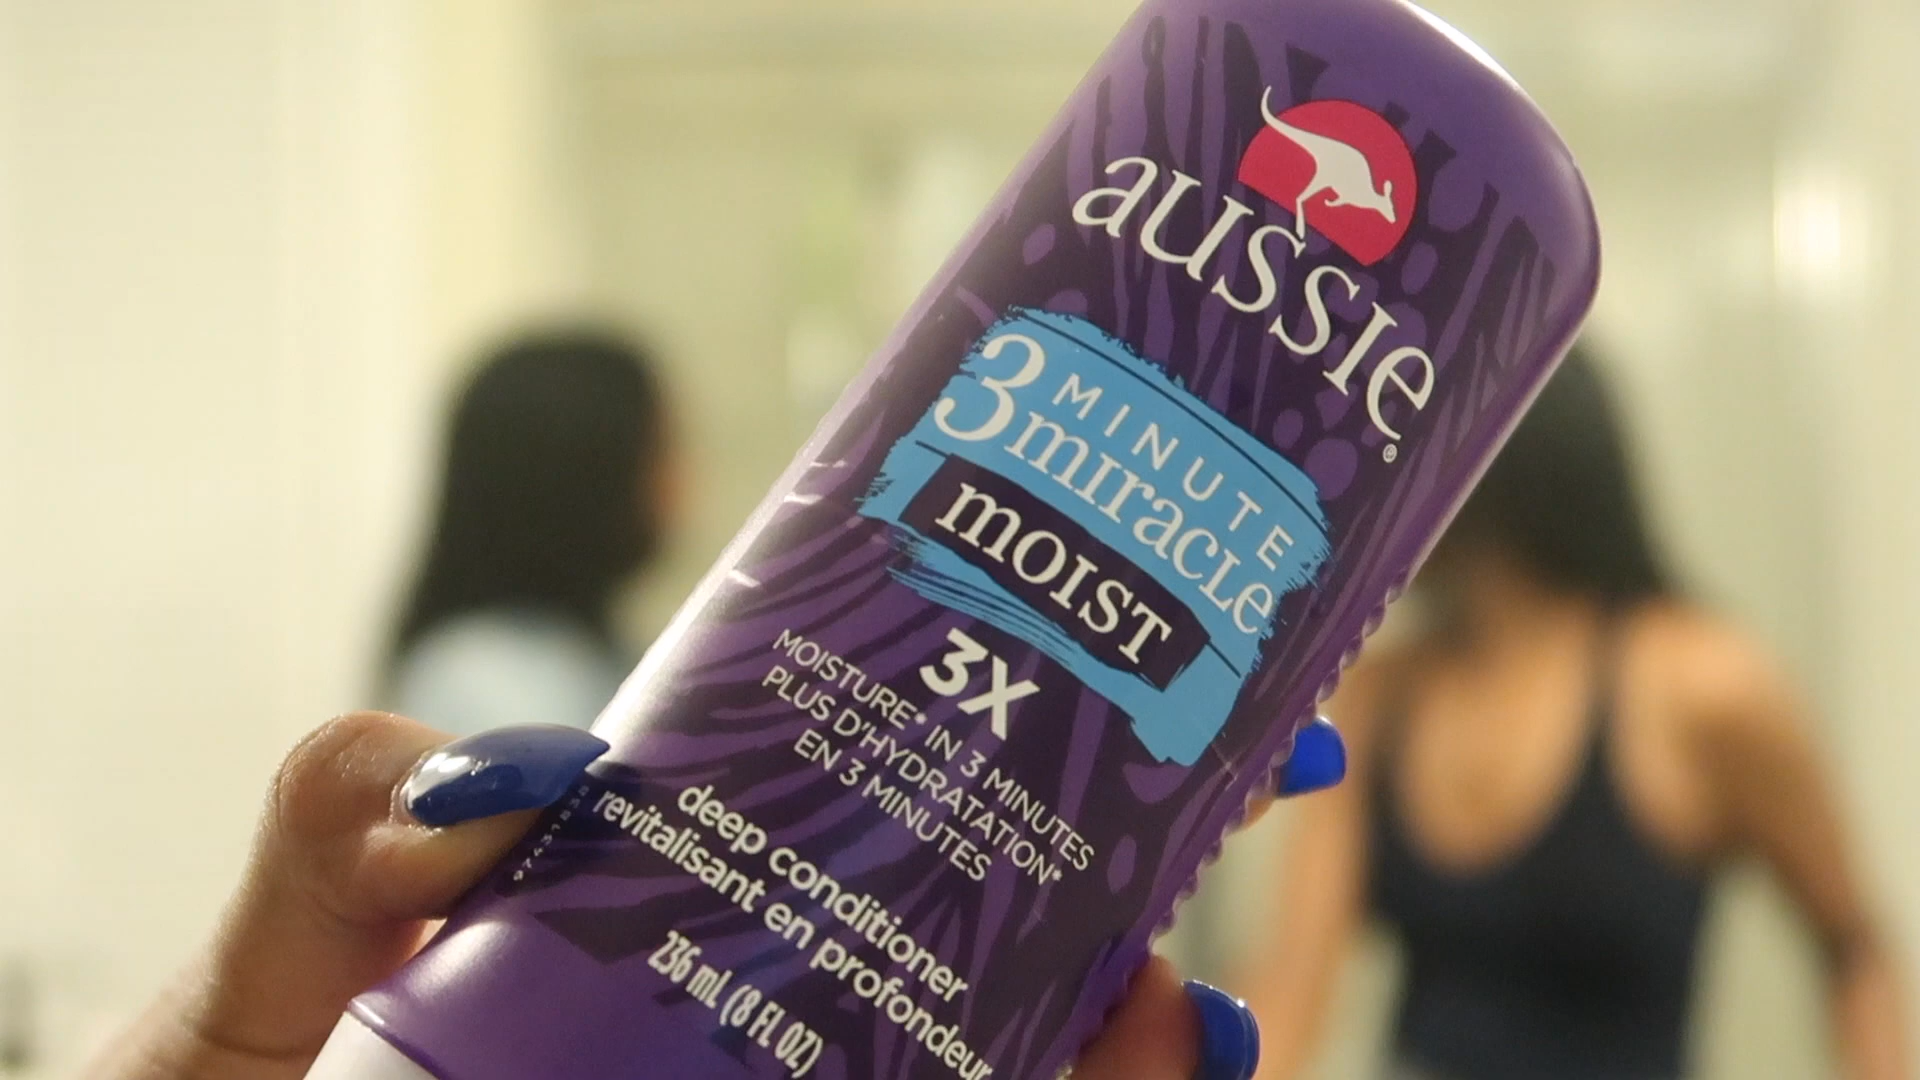 aussie®
3 MINUTE
miracle
moist
3X
MOISTURE* IN 3 MINUTES
PLUS D'HYDRATATION*
EN 3 MINUTES
deep conditioner
revitalisant en profondeur
236 mL (8 FL OZ)